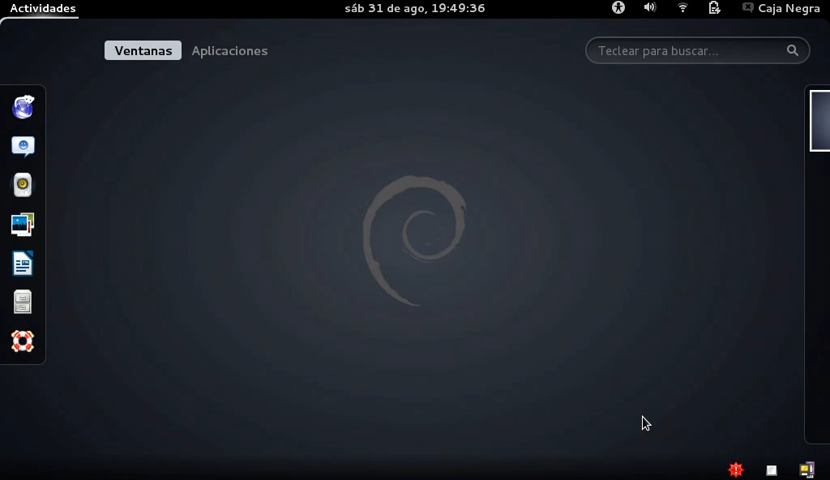 Actividades sáb 31 de ago, 19:49:36 Caja Negra
Ventanas Aplicaciones Teclear para buscar...